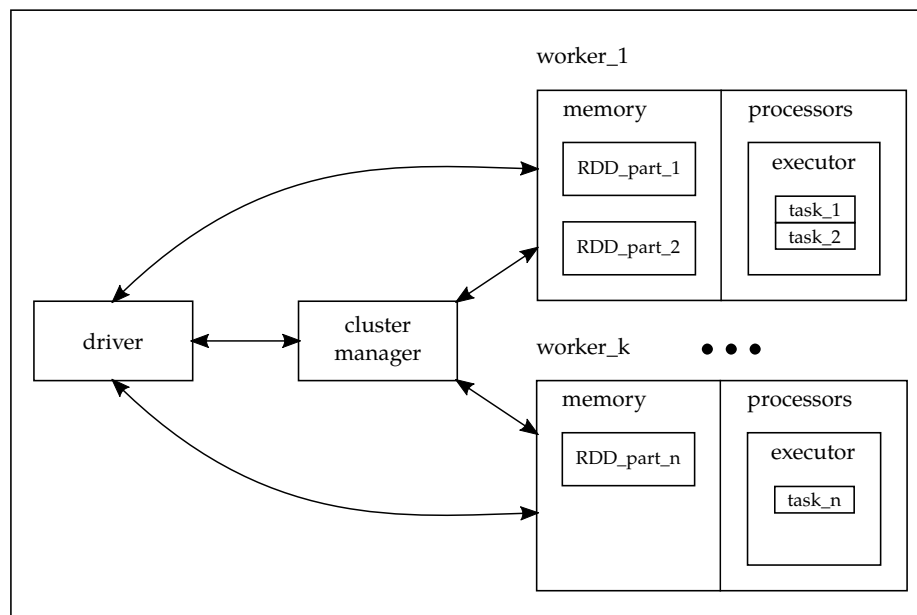 worker_1
memory
processors
RDD_part_1
executor
task_1
RDD_part_2
task_2
driver
cluster
manager
worker_k
memory
processors
RDD_part_n
executor
task_n